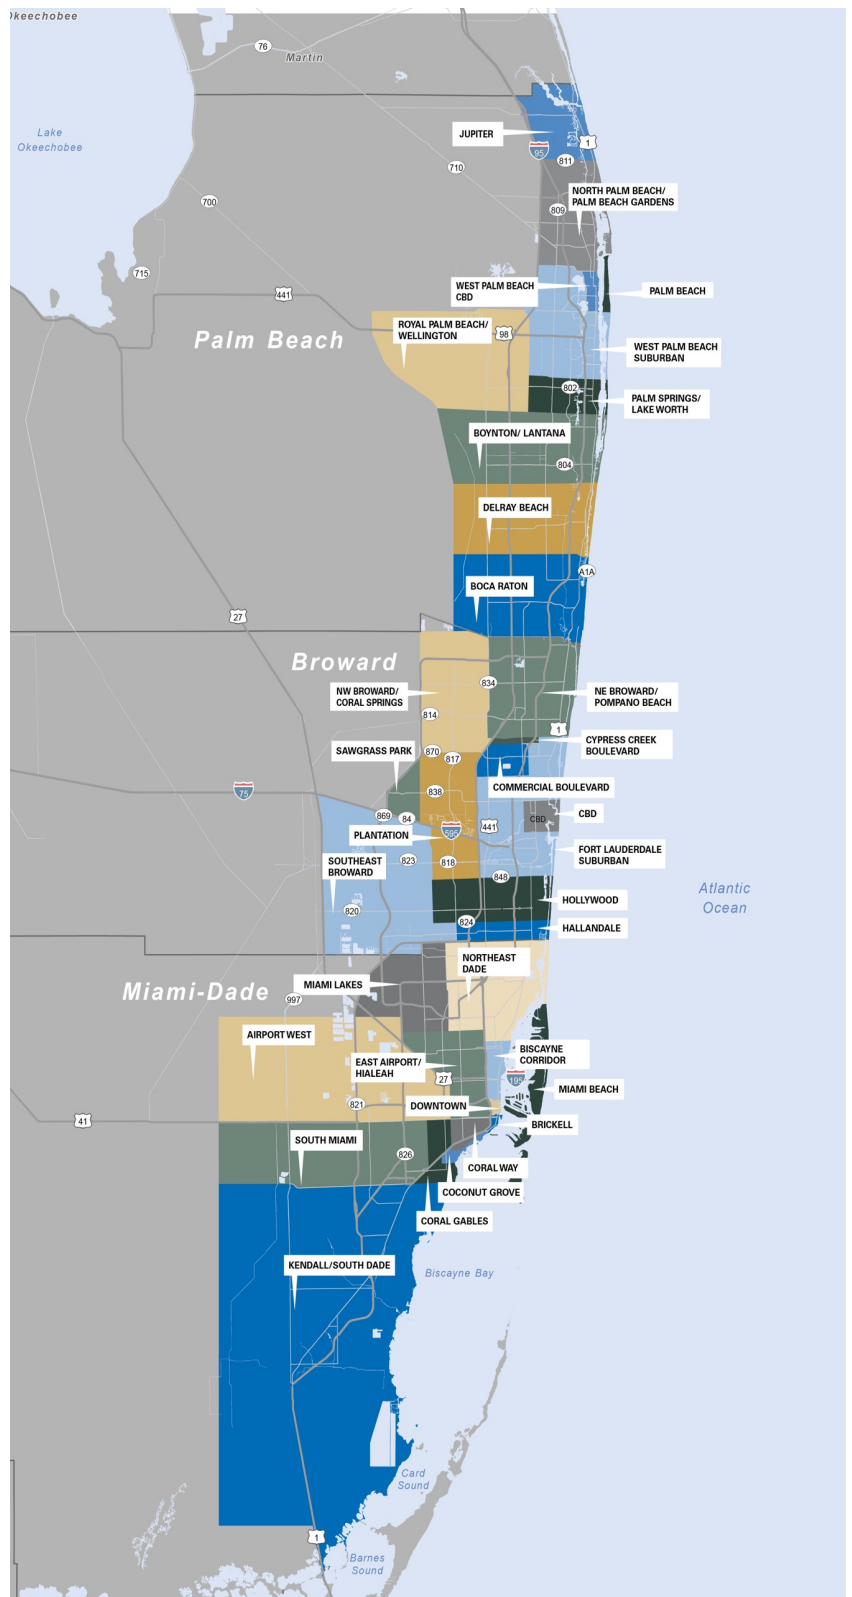 Okeechobee
76
Martin
Lake
Okeechobee
JUPITER
1
95
811
710
NORTH PALM BEACH/
PALM BEACH GARDENS
700
809
715
441
WEST PALM BEACH
CBD
PALM BEACH
ROYAL PALM BEACH/
WELLINGTON
98
Palm Beach
WEST PALM BEACH
SUBURBAN
802
PALM SPRINGS/
LAKE WORTH
BOYNTON/ LANTANA
804
DELRAY BEACH
A1A
BOCA RATON
27
Broward
834
NW BROWARD/
CORAL SPRINGS
NE BROWARD/
POMPANO BEACH
814
1
CYPRESS CREEK
BOULEVARD
SAWGRASS PARK
870
817
COMMERCIAL BOULEVARD
75
838
869
84
CBD
CBD
441
595
PLANTATION
FORT LAUDERDALE
SUBURBAN
SOUTHEAST
BROWARD
823
818
848
Atlantic
Ocean
HOLLYWOOD
820
824
HALLANDALE
NORTHEAST
DADE
MIAMI LAKES
Miami-Dade
997
AIRPORT WEST
BISCAYNE
CORRIDOR
EAST AIRPORT/
HIALEAH
27
195
MIAMI BEACH
821
DOWNTOWN
41
BRICKELL
SOUTH MIAMI
826
CORAL WAY
COCONUT GROVE
CORAL GABLES
KENDALL/SOUTH DADE
Biscayne Bay
Card
Sound
1
Barnes
Sound